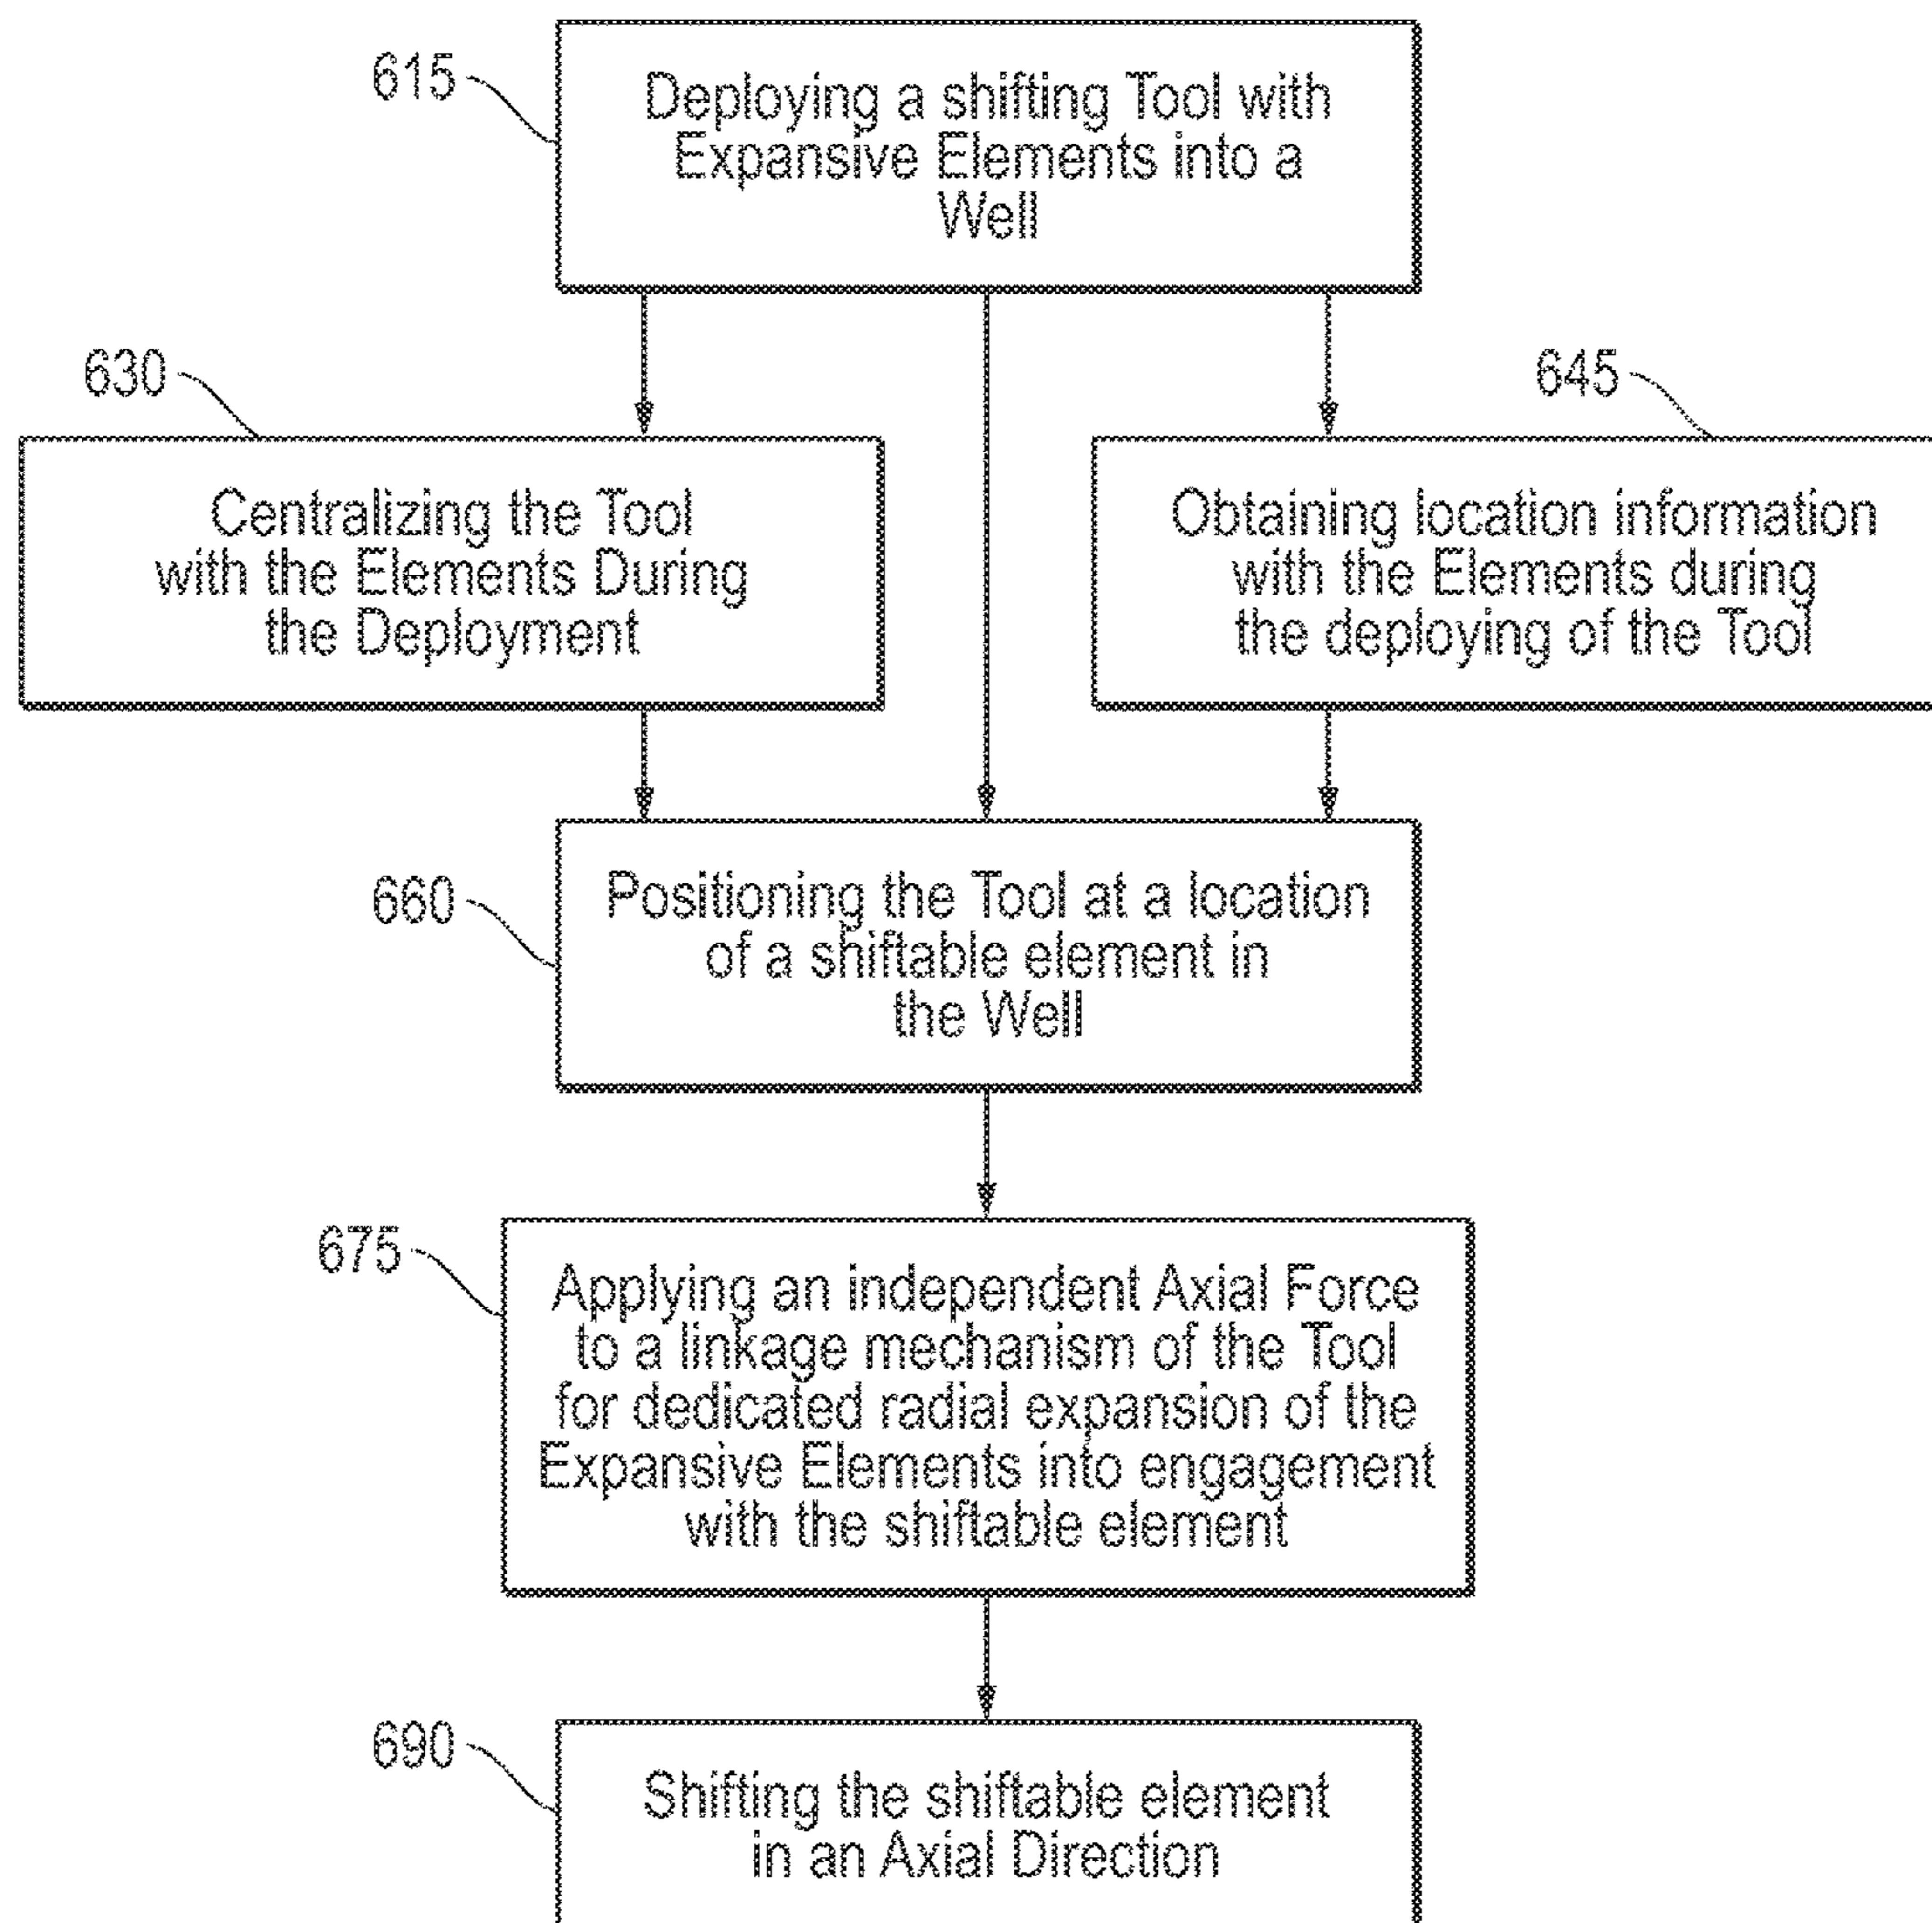 615
Deploying a shifting Tool with
Expansive Elements into a
Well
630
Centralizing the Tool
with the Elements During
the Deployment
645
Obtaining location information
with the Elements during
the deploying of the Tool
660
Positioning the Tool at a location
of a shiftable element in
the Well
675
Applying an independent Axial Force
to a linkage mechanism of the Tool
for dedicated radial expansion of the
Expansive Elements into engagement
with the shiftable element
690
Shifting the shiftable element
in an Axial Direction